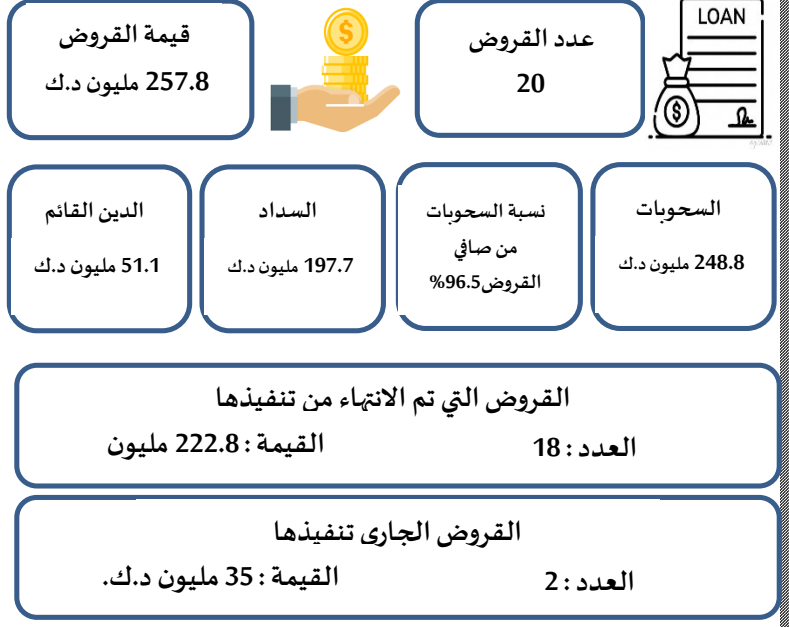 LOAN
عدد القروض
20
قيمة القروض
257.8 مليون د.ك
السحوبات
248.8 مليون د.ك
نسبة السحوبات
من صافي
القروض96.5%
السداد
197.7 مليون د.ك
الدين القائم
51.1 مليون د.ك
القروض التي تم الانتهاء من تنفيذها
العدد : 18 القيمة : 222.8 مليون
القروض الجارى تنفيذها
العدد : 2 القيمة : 35 مليون د.ك.